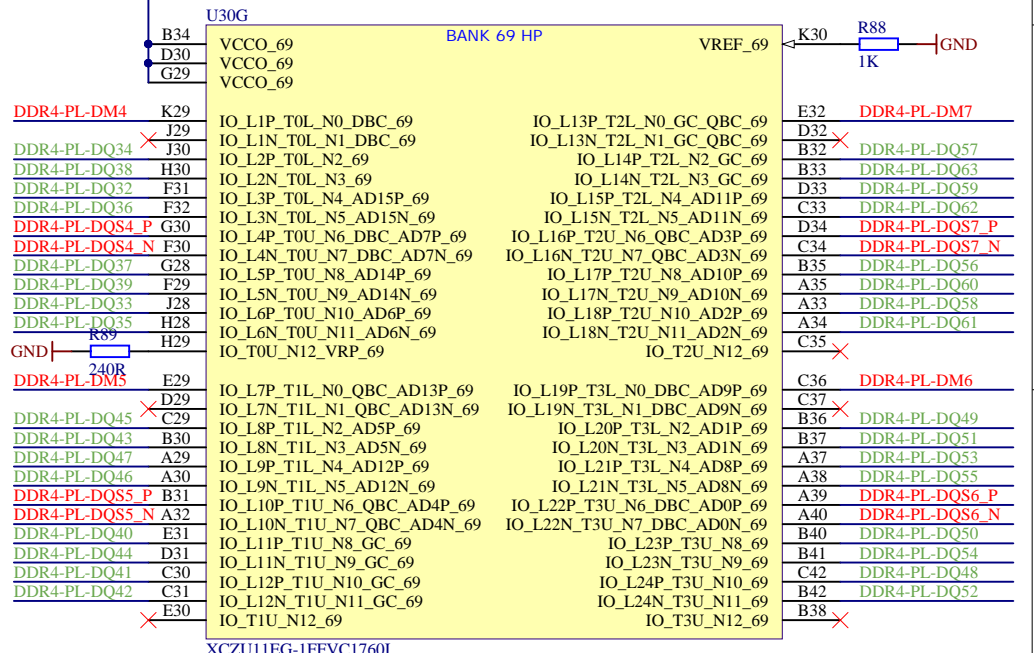 U30G
BANK 69 HP
B34 VCCO_69 VREF_69 K30 R88 1K GND
D30 VCCO_69
G29 VCCO_69
DDR4-PL-DM4 K29 IO_L1P_T0L_N0_DBC_69 IO_L13P_T2L_N0_GC_QBC_69 E32 DDR4-PL-DM7
J29 IO_L1N_T0L_N1_DBC_69 IO_L13N_T2L_N1_GC_QBC_69 D32
DDR4-PL-DQ34 J30 IO_L2P_T0L_N2_69 IO_L14P_T2L_N2_GC_69 B32 DDR4-PL-DQ57
DDR4-PL-DQ38 H30 IO_L2N_T0L_N3_69 IO_L14N_T2L_N3_GC_69 B33 DDR4-PL-DQ63
DDR4-PL-DQ32 F31 IO_L3P_T0L_N4_AD15P_69 IO_L15P_T2L_N4_AD11P_69 D33 DDR4-PL-DQ59
DDR4-PL-DQ36 F32 IO_L3N_T0L_N5_AD15N_69 IO_L15N_T2L_N5_AD11N_69 C33 DDR4-PL-DQ62
DDR4-PL-DQS4_P G30 IO_L4P_T0U_N6_DBC_AD7P_69 IO_L16P_T2U_N6_QBC_AD3P_69 D34 DDR4-PL-DQS7_P
DDR4-PL-DQS4_N F30 IO_L4N_T0U_N7_DBC_AD7N_69 IO_L16N_T2U_N7_QBC_AD3N_69 C34 DDR4-PL-DQS7_N
DDR4-PL-DQ37 G28 IO_L5P_T0U_N8_AD14P_69 IO_L17P_T2U_N8_AD10P_69 B35 DDR4-PL-DQ56
DDR4-PL-DQ39 F29 IO_L5N_T0U_N9_AD14N_69 IO_L17N_T2U_N9_AD10N_69 A35 DDR4-PL-DQ60
DDR4-PL-DQ33 J28 IO_L6P_T0U_N10_AD6P_69 IO_L18P_T2U_N10_AD2P_69 A33 DDR4-PL-DQ58
DDR4-PL-DQ35 H28 IO_L6N_T0U_N11_AD6N_69 IO_L18N_T2U_N11_AD2N_69 A34 DDR4-PL-DQ61
GND R89 240R H29 IO_T0U_N12_VRP_69 IO_T2U_N12_69 C35
DDR4-PL-DM5 E29 IO_L7P_T1L_N0_QBC_AD13P_69 IO_L19P_T3L_N0_DBC_AD9P_69 C36 DDR4-PL-DM6
D29 IO_L7N_T1L_N1_QBC_AD13N_69 IO_L19N_T3L_N1_DBC_AD9N_69 C37
DDR4-PL-DQ45 C29 IO_L8P_T1L_N2_AD5P_69 IO_L20P_T3L_N2_AD1P_69 B36 DDR4-PL-DQ49
DDR4-PL-DQ43 B30 IO_L8N_T1L_N3_AD5N_69 IO_L20N_T3L_N3_AD1N_69 B37 DDR4-PL-DQ51
DDR4-PL-DQ47 A29 IO_L9P_T1L_N4_AD12P_69 IO_L21P_T3L_N4_AD8P_69 A37 DDR4-PL-DQ53
DDR4-PL-DQ46 A30 IO_L9N_T1L_N5_AD12N_69 IO_L21N_T3L_N5_AD8N_69 A38 DDR4-PL-DQ55
DDR4-PL-DQS5_P B31 IO_L10P_T1U_N6_QBC_AD4P_69 IO_L22P_T3U_N6_DBC_AD0P_69 A39 DDR4-PL-DQS6_P
DDR4-PL-DQS5_N A32 IO_L10N_T1U_N7_QBC_AD4N_69 IO_L22N_T3U_N7_DBC_AD0N_69 A40 DDR4-PL-DQS6_N
DDR4-PL-DQ40 E31 IO_L11P_T1U_N8_GC_69 IO_L23P_T3U_N8_69 B40 DDR4-PL-DQ50
DDR4-PL-DQ44 D31 IO_L11N_T1U_N9_GC_69 IO_L23N_T3U_N9_69 B41 DDR4-PL-DQ54
DDR4-PL-DQ41 C30 IO_L12P_T1U_N10_GC_69 IO_L24P_T3U_N10_69 C42 DDR4-PL-DQ48
DDR4-PL-DQ42 C31 IO_L12N_T1U_N11_GC_69 IO_L24N_T3U_N11_69 B42 DDR4-PL-DQ52
E30 IO_T1U_N12_69 IO_T3U_N12_69 B38
XCZU11EG-1FFVC1760I